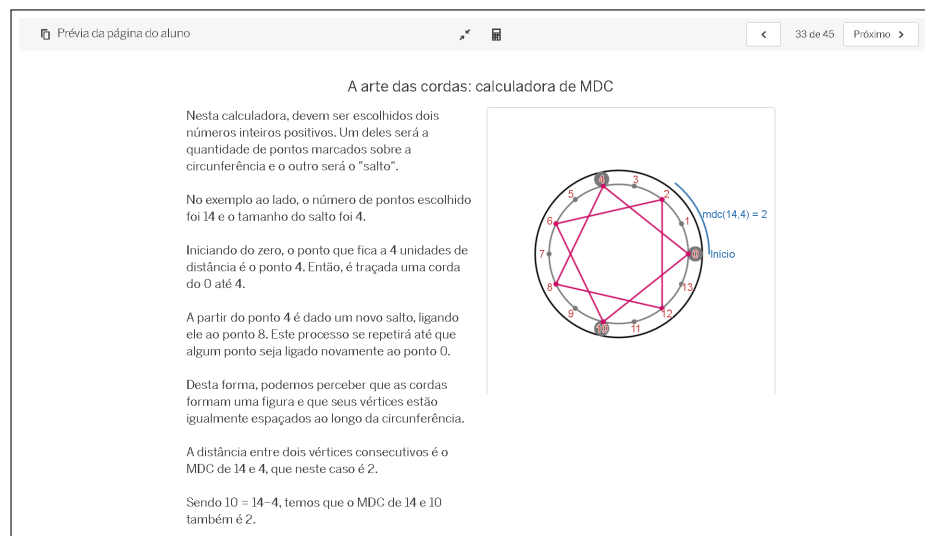 Prévia da página do aluno
33 de 45
Próximo
A arte das cordas: calculadora de MDC
Nesta calculadora, devem ser escolhidos dois
números inteiros positivos. Um deles será a
quantidade de pontos marcados sobre a
circunferência e o outro será o "salto".
No exemplo ao lado, o número de pontos escolhido
foi 14 e o tamanho do salto foi 4.
Iniciando do zero, o ponto que fica a 4 unidades de
distância é o ponto 4. Então, é traçada uma corda
do 0 até 4.
A partir do ponto 4 é dado um novo salto, ligando
ele ao ponto 8. Este processo se repetirá até que
algum ponto seja ligado novamente ao ponto 0.
Desta forma, podemos perceber que as cordas
formam uma figura e que seus vértices estão
igualmente espaçados ao longo da circunferência.
A distância entre dois vértices consecutivos é o
MDC de 14 e 4, que neste caso é 2.
Sendo 10 = 14-4, temos que o MDC de 14 e 10
também é 2.
4
3
5
2
6
1
mdc(14,4) = 2
7
0
Início
8
13
9
12
10
11